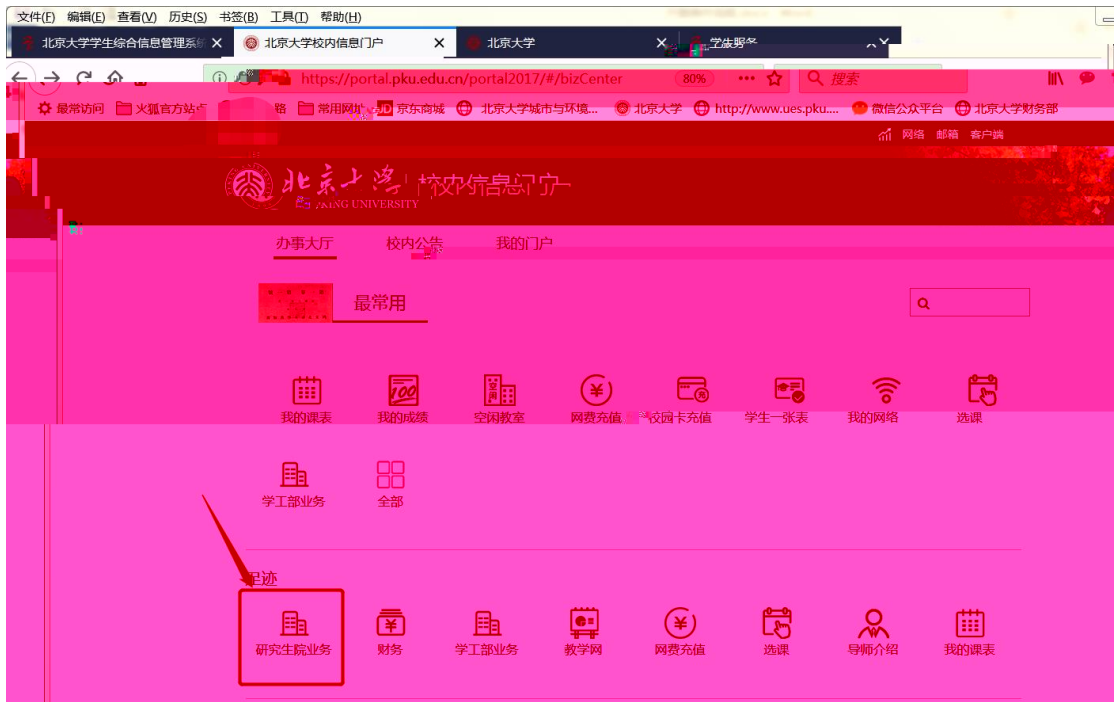 文件(F) 编辑(E) 查看(V) 历史(S) 书签(B) 工具(T) 帮助(H)
北京大学学生综合信息管理系统 北京大学校内信息门户 北京大学
https://portal.pku.edu.cn/portal2017/#/bizCenter 80% 搜索
最常访问 火狐官方站点 常用网址 京东商城 北京大学城市与环境... 北京大学 http://www.ues.pku.... 微信公众平台 北京大学财务部
网络 邮箱 客户端
北京大学 校内信息门户
UNIVERSITY
办事大厅 校内公告 我的门户
最常用
我的课表 我的成绩 空闲教室 网费充值 校园卡充值 学生一张表 我的网络 选课
学工部业务 全部
足迹
研究生院业务 财务 学工部业务 教学网 网费充值 选课 导师介绍 我的课表